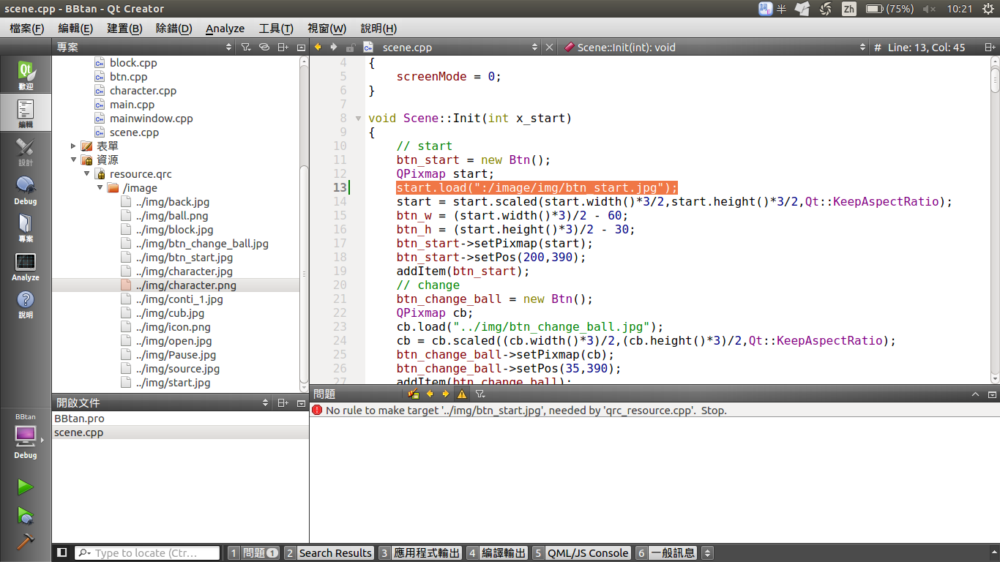 scene.cpp - BBtan - Qt Creator
半 Zh (75%) 10:21
檔案(F) 編輯(E) 建置(B) 除錯(D) Analyze 工具(T) 視窗(W) 說明(H)
專案
scene.cpp
Scene::Init(int): void
# Line: 13, Col: 45
Qt
歡迎
編輯
設計
Debug
專案
Analyze
說明
BBtan
Debug
block.cpp
btn.cpp
character.cpp
main.cpp
mainwindow.cpp
scene.cpp
表單
資源
resource.qrc
/image
../img/back.jpg
../img/ball.png
../img/block.jpg
../img/btn_change_ball.jpg
../img/btn_start.jpg
../img/character.jpg
../img/character.png
../img/conti_1.jpg
../img/cub.jpg
../img/icon.png
../img/open.jpg
../img/Pause.jpg
../img/source.jpg
../img/start.jpg
開啟文件
BBtan.pro
scene.cpp
4 {
5 screenMode = 0;
6 }
7
8 void Scene::Init(int x_start)
9 {
10 // start
11 btn_start = new Btn();
12 QPixmap start;
13 start.load(":/image/img/btn_start.jpg");
14 start = start.scaled(start.width()*3/2,start.height()*3/2,Qt::KeepAspectRatio);
15 btn_w = (start.width()*3)/2 - 60;
16 btn_h = (start.height()*3)/2 - 30;
17 btn_start->setPixmap(start);
18 btn_start->setPos(200,390);
19 addItem(btn_start);
20 // change
21 btn_change_ball = new Btn();
22 QPixmap cb;
23 cb.load("../img/btn_change_ball.jpg");
24 cb = cb.scaled((cb.width()*3)/2,(cb.height()*3)/2,Qt::KeepAspectRatio);
25 btn_change_ball->setPixmap(cb);
26 btn_change_ball->setPos(35,390);
27 addItem(btn_change_ball);
問題
No rule to make target '../img/btn_start.jpg', needed by 'qrc_resource.cpp'. Stop.
Type to locate (Ctr...
1 問題 1
2 Search Results
3 應用程式輸出
4 編譯輸出
5 QML/JS Console
6 一般訊息